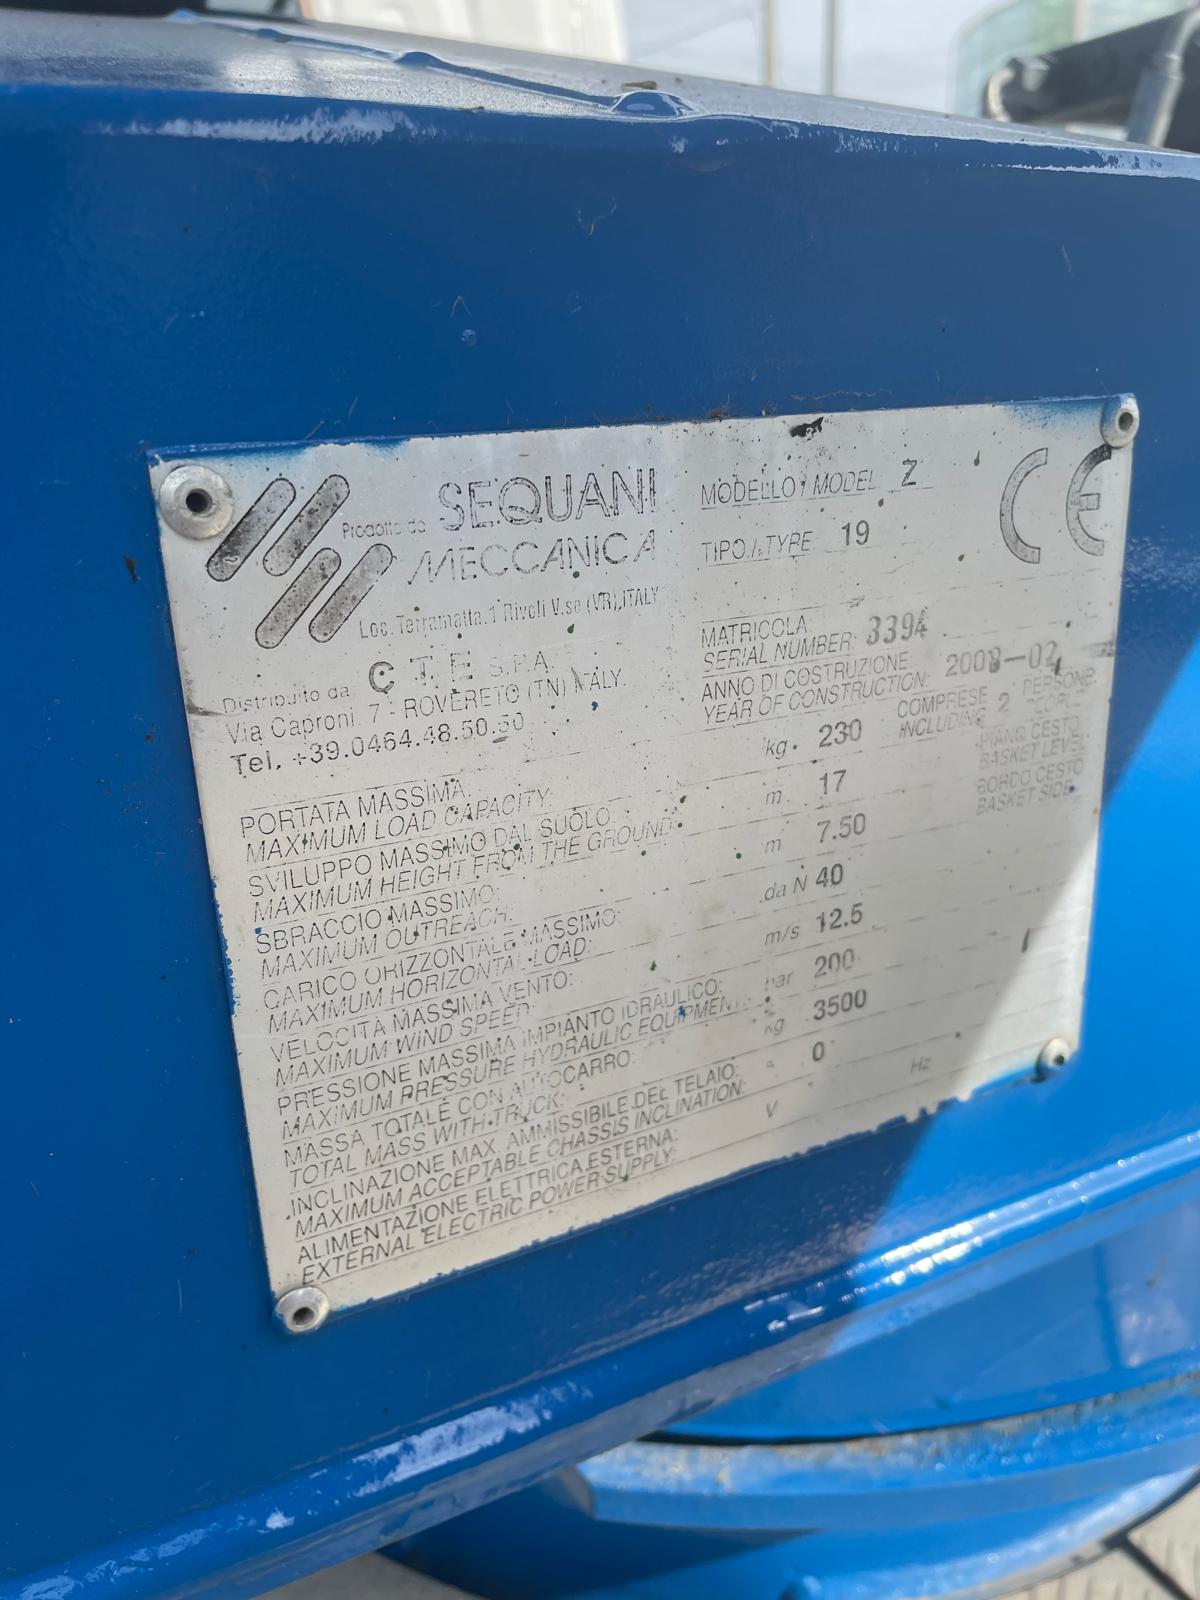 Prodotto da SEQUANI
MECCANICA
Loc. Terramatta, 1 Rivoli V.se (VR), ITALY
Distribuito da CTE S.P.A.
Via Caproni, 7 - ROVERETO (TN) ITALY.
Tel. +39.0464.48.50.50
MODELLO / MODEL Z
TIPO / TYPE 19
CE
MATRICOLA:
SERIAL NUMBER: 3394
ANNO DI COSTRUZIONE:
YEAR OF CONSTRUCTION: 2008-02
PORTATA MASSIMA: kg. 230 COMPRESE 2 PERSONE
MAXIMUM LOAD CAPACITY: INCLUDING PEOPLE
SVILUPPO MASSIMO DAL SUOLO: m 17 PIANO CESTO
MAXIMUM HEIGHT FROM THE GROUND: BASKET LEVEL
SBRACCIO MASSIMO: m 7.50 BORDO CESTO
MAXIMUM OUTREACH: BASKET SIDE
CARICO ORIZZONTALE MASSIMO: da N 40
MAXIMUM HORIZONTAL LOAD:
VELOCITÀ MASSIMA VENTO: m/s 12.5
MAXIMUM WIND SPEED:
PRESSIONE MASSIMA IMPIANTO IDRAULICO: bar 200
MAXIMUM PRESSURE HYDRAULIC EQUIPMENT:
MASSA TOTALE CON AUTOCARRO: kg 3500
TOTAL MASS WITH TRUCK:
INCLINAZIONE MAX. AMMISSIBILE DEL TELAIO: ° 0
MAXIMUM ACCEPTABLE CHASSIS INCLINATION:
ALIMENTAZIONE ELETTRICA ESTERNA: V Hz
EXTERNAL ELECTRIC POWER SUPPLY: